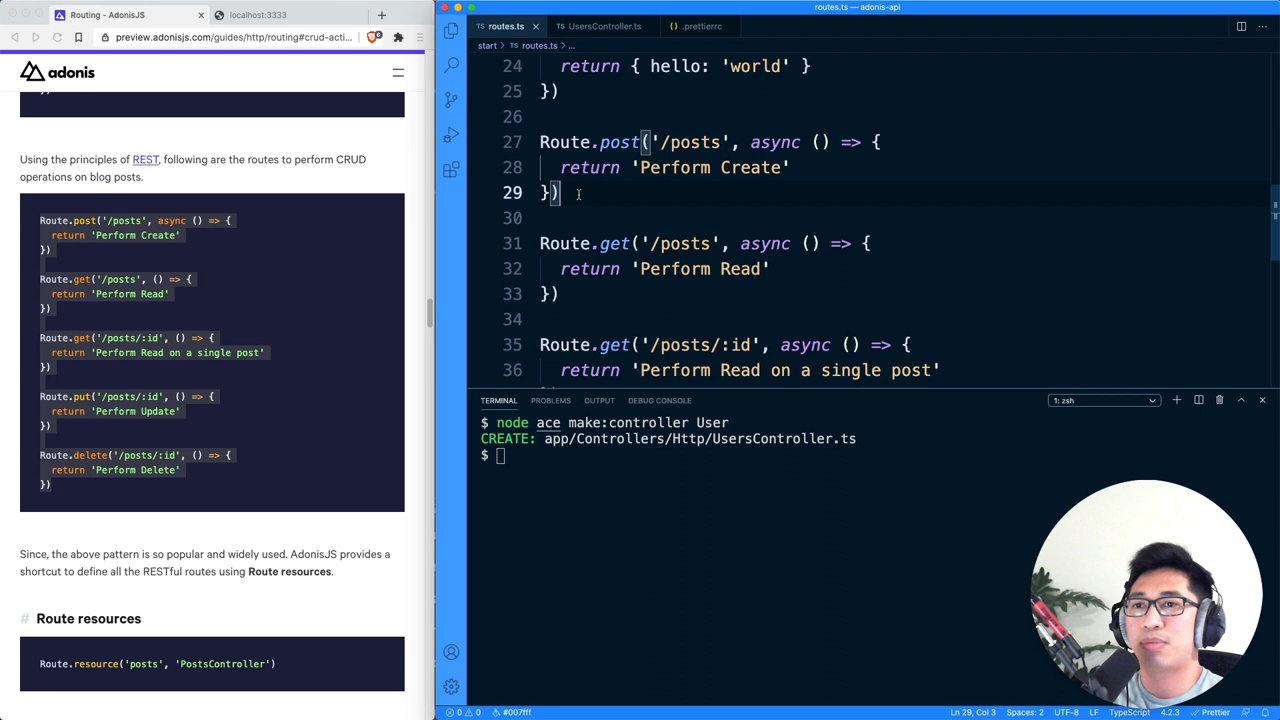 Routing - AdonisJS
localhost:3333
preview.adonisjs.com/guides/http/routing#crud-acti...
adonis
})
Using the principles of REST, following are the routes to perform CRUD
operations on blog posts.
Route.post('/posts', async () => {
return 'Perform Create'
})
Route.get('/posts', () => {
return 'Perform Read'
})
Route.get('/posts/:id', () => {
return 'Perform Read on a single post'
})
Route.put('/posts/:id', () => {
return 'Perform Update'
})
Route.delete('/posts/:id', () => {
return 'Perform Delete'
})
Since, the above pattern is so popular and widely used. AdonisJS provides a
shortcut to define all the RESTful routes using Route resources.
# Route resources
Route.resource('posts', 'PostsController')
routes.ts — adonis-api
TS routes.ts
TS UsersController.ts
{ } .prettierrc
start > TS routes.ts > ...
24 return { hello: 'world' }
25 })
26
27 Route.post('/posts', async () => {
28 return 'Perform Create'
29 })
30
31 Route.get('/posts', async () => {
32 return 'Perform Read'
33 })
34
35 Route.get('/posts/:id', async () => {
36 return 'Perform Read on a single post'
TERMINAL PROBLEMS OUTPUT DEBUG CONSOLE 1: zsh
$ node ace make:controller User
CREATE: app/Controllers/Http/UsersController.ts
$
0 0 #007fff Ln 29, Col 3 Spaces: 2 UTF-8 LF TypeScript 4.2.3 Prettier